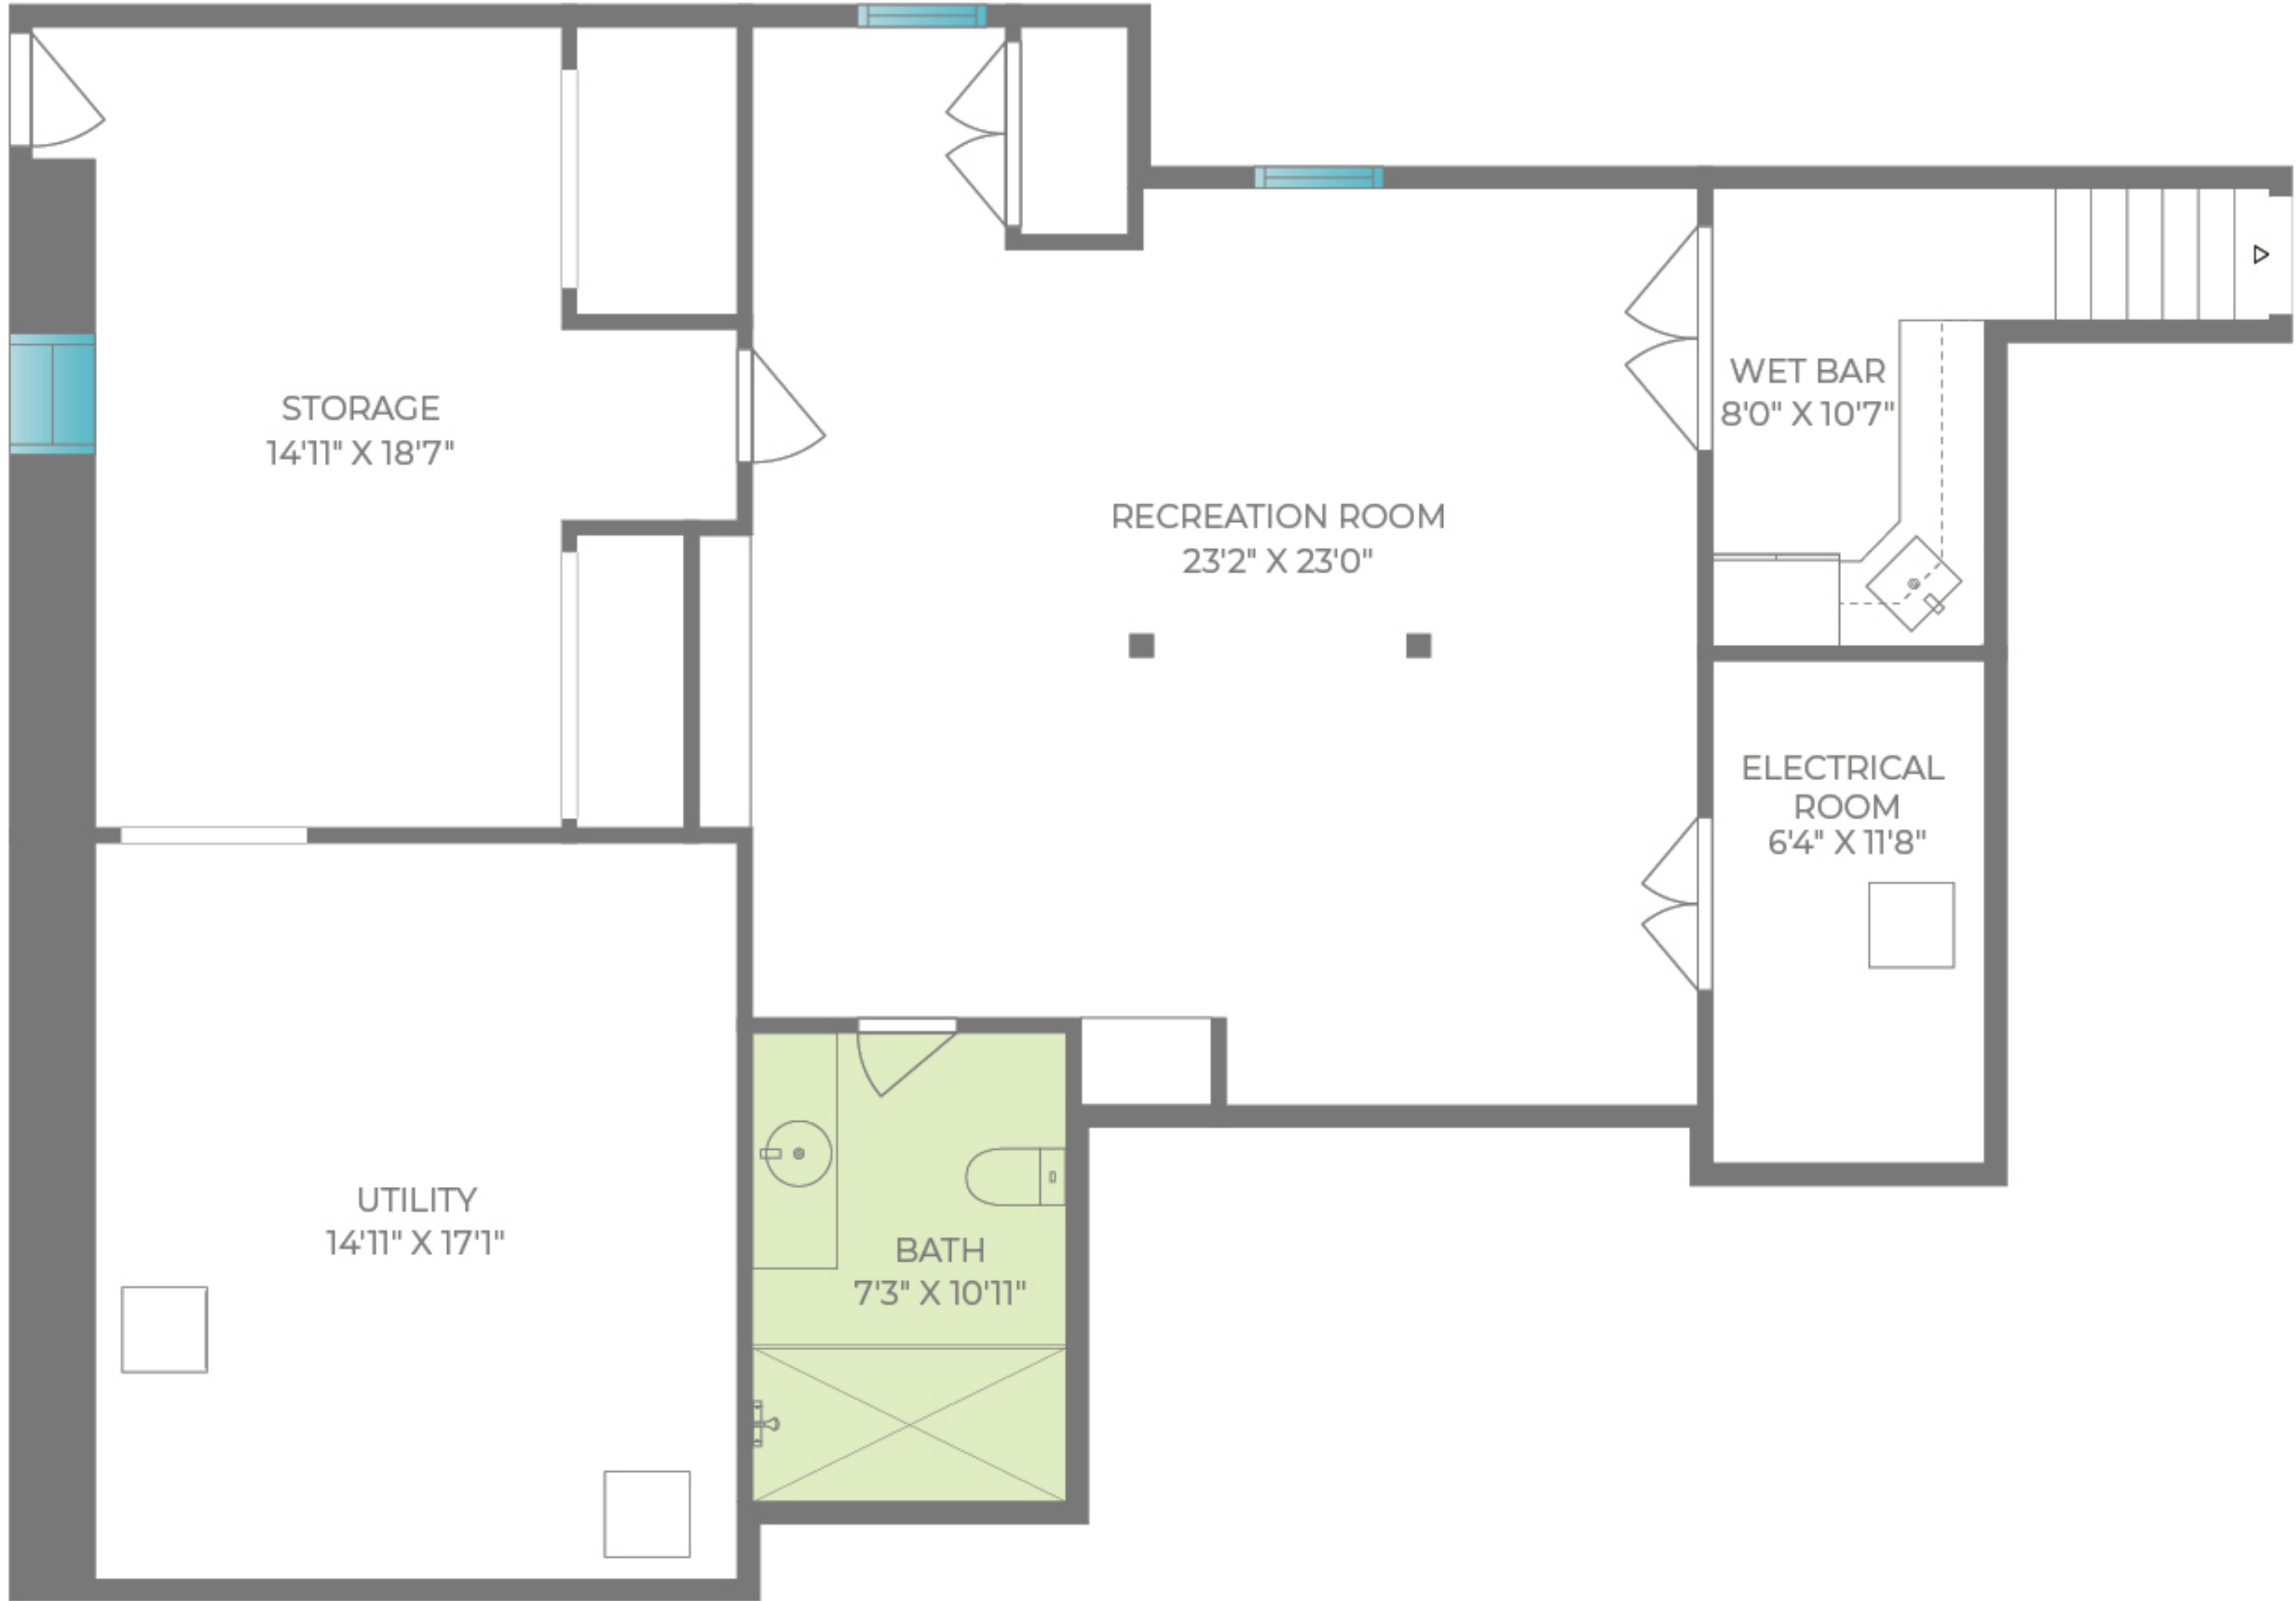 STORAGE
14'11" X 18'7"
WET BAR
8'0" X 10'7"
RECREATION ROOM
23'2" X 23'0"
ELECTRICAL
ROOM
6'4" X 11'8"
UTILITY
14'11" X 17'1"
BATH
7'3" X 10'11"